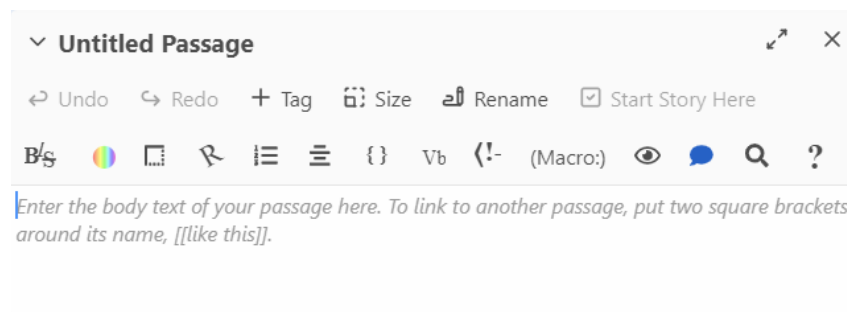 Untitled Passage
Undo Redo + Tag Size Rename Start Story Here
B/S R { } Vb (!- (Macro:) ?
Enter the body text of your passage here. To link to another passage, put two square brackets
around its name, [[like this]].